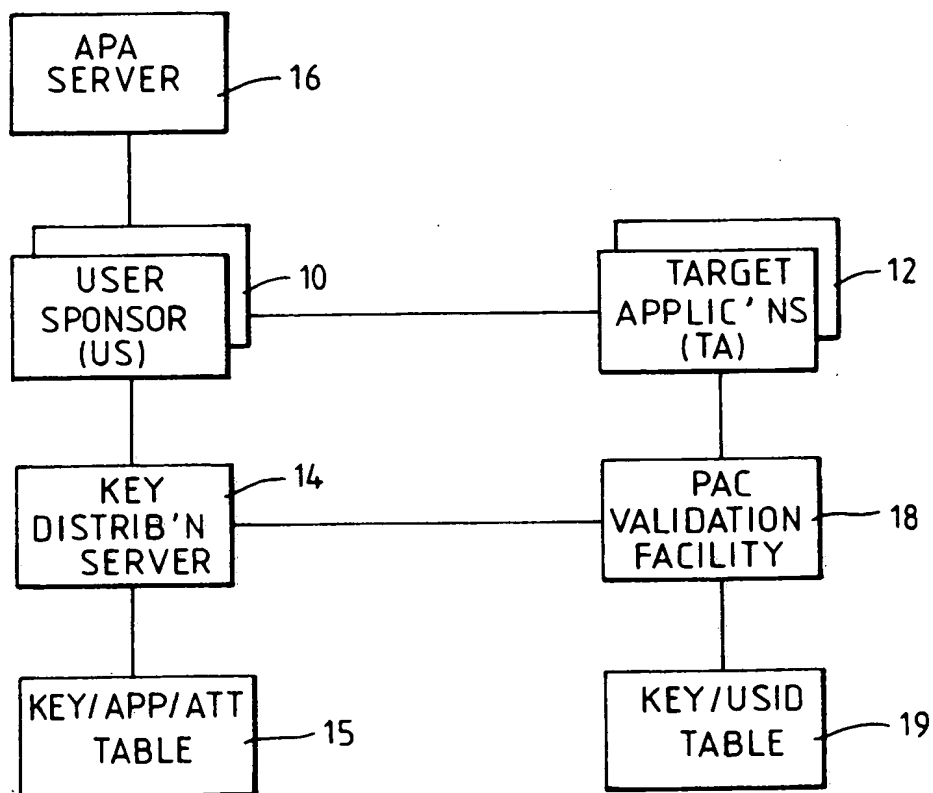 APA
SERVER
16
USER
SPONSOR
(US)
10
TARGET
APPLIC'NS
(TA)
12
KEY
DISTRIB'N
SERVER
14
PAC
VALIDATION
FACILITY
18
KEY/APP/ATT
TABLE
15
KEY/USID
TABLE
19